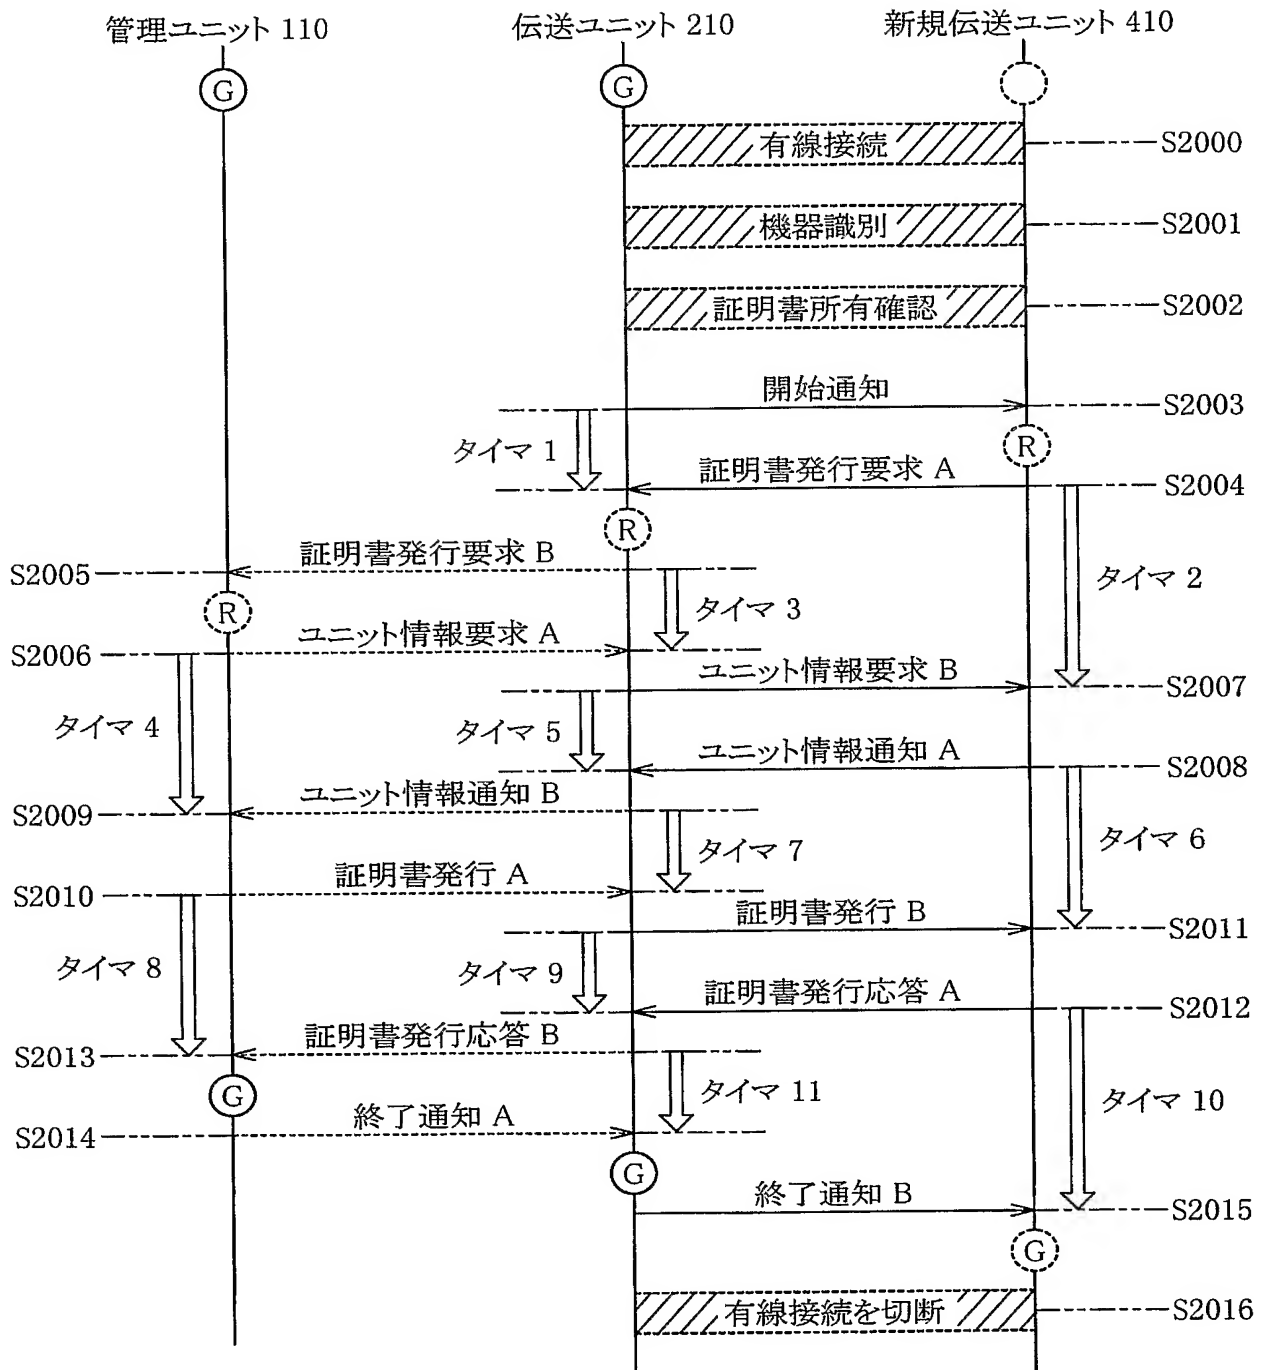 管理ユニット 110
伝送ユニット 210
新規伝送ユニット 410
G
G
有線接続
S2000
機器識別
S2001
証明書所有確認
S2002
開始通知
S2003
タイマ 1
R
証明書発行要求 A
S2004
R
証明書発行要求 B
S2005
タイマ 2
R
タイマ 3
ユニット情報要求 A
S2006
ユニット情報要求 B
S2007
タイマ 4
タイマ 5
ユニット情報通知 A
S2008
ユニット情報通知 B
S2009
タイマ 7
タイマ 6
証明書発行 A
S2010
証明書発行 B
S2011
タイマ 8
タイマ 9
証明書発行応答 A
S2012
証明書発行応答 B
S2013
G
タイマ 11
タイマ 10
終了通知 A
S2014
G
終了通知 B
S2015
G
有線接続を切断
S2016